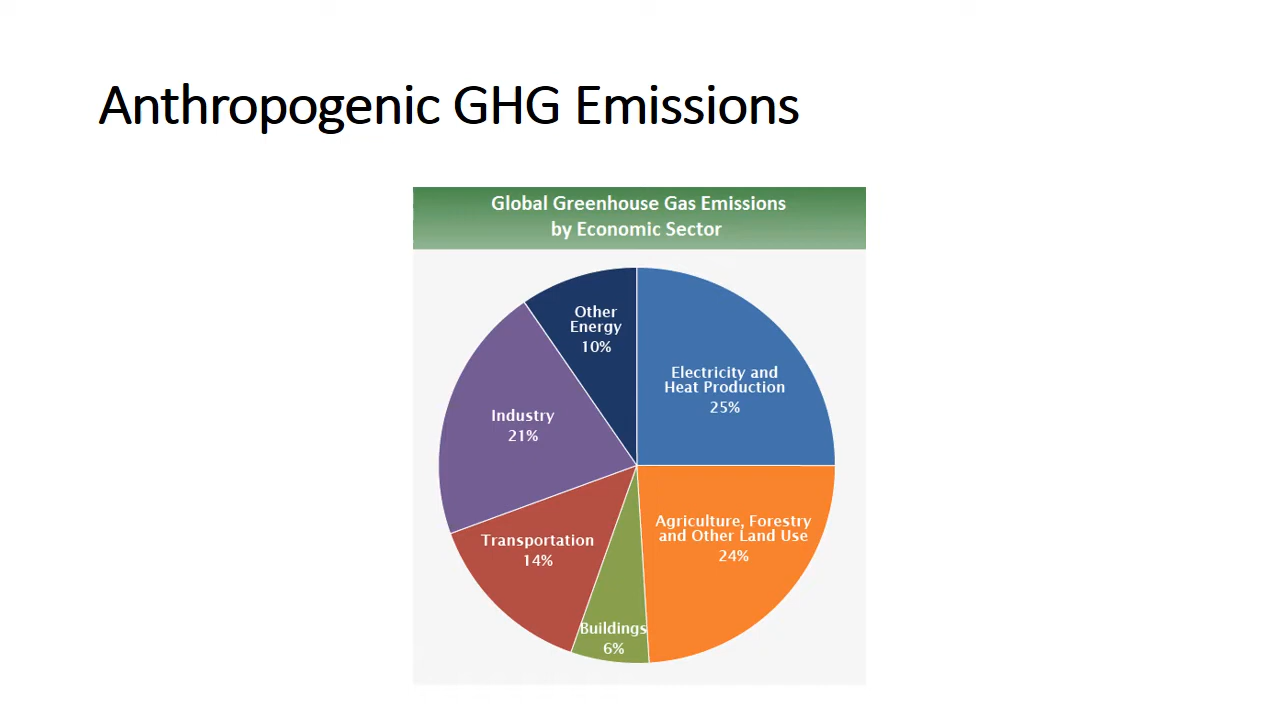 Anthropogenic GHG Emissions
Global Greenhouse Gas Emissions
by Economic Sector
Other
Energy
10%
Electricity and
Heat Production
25%
Industry
21%
Agriculture, Forestry
and Other Land Use
24%
Transportation
14%
Buildings
6%